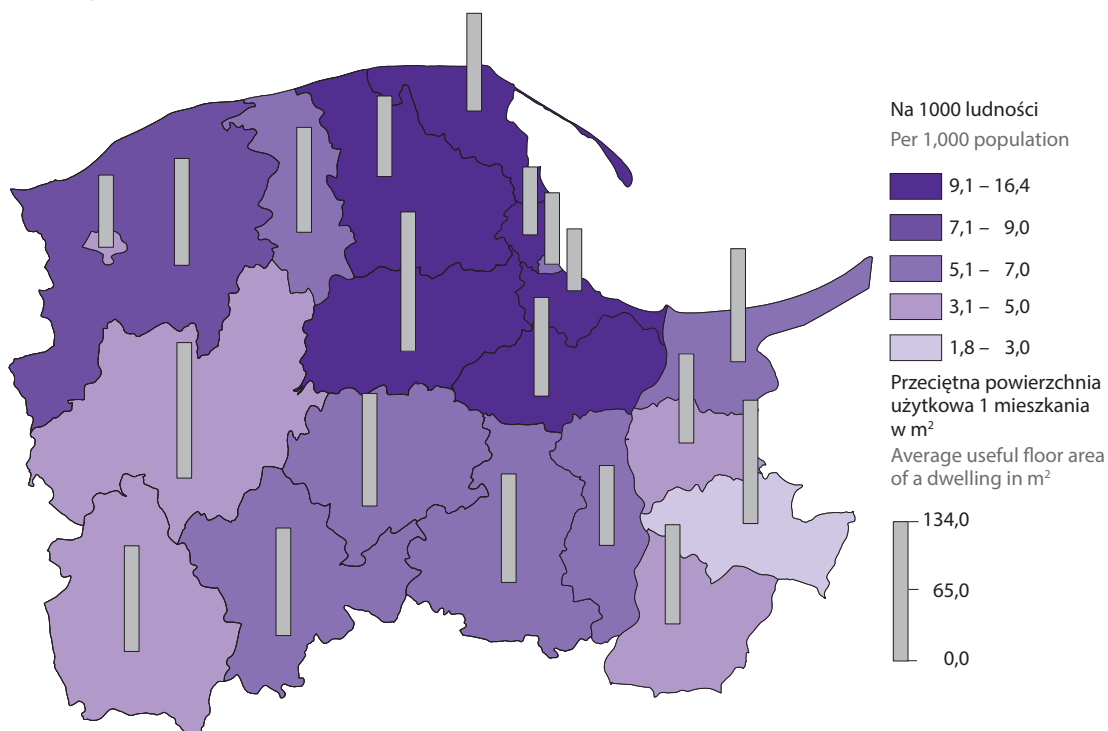 Na 1000 ludności
Per 1,000 population
9,1 – 16,4
7,1 – 9,0
5,1 – 7,0
3,1 – 5,0
1,8 – 3,0
Przeciętna powierzchnia
użytkowa 1 mieszkania
w m²
Average useful floor area
of a dwelling in m²
134,0
65,0
0,0